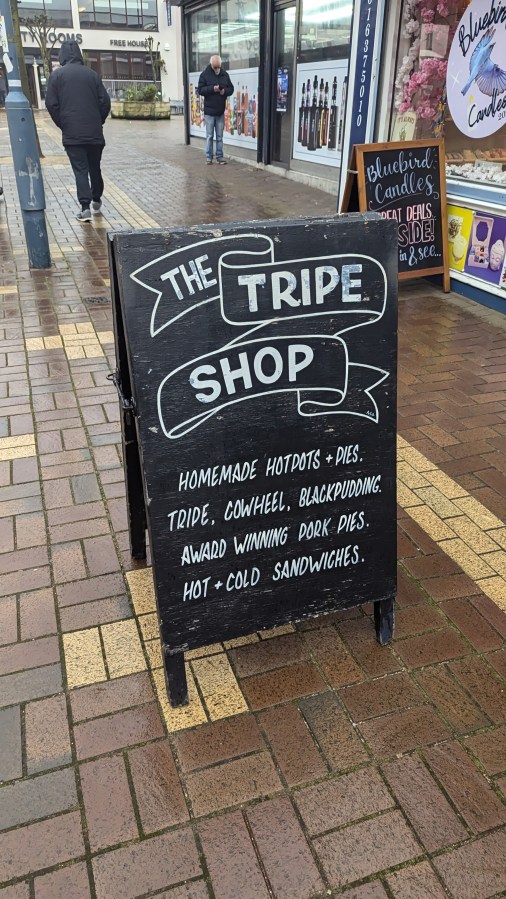 FREE HOUSE
THE
TRIPE
SHOP
HOMEMADE HOTPOTS + PIES.
TRIPE, COWHEEL, BLACKPUDDING.
AWARD WINNING PORK PIES.
HOT + COLD SANDWICHES.
Bluebird
Candles
Bluebird
Candles